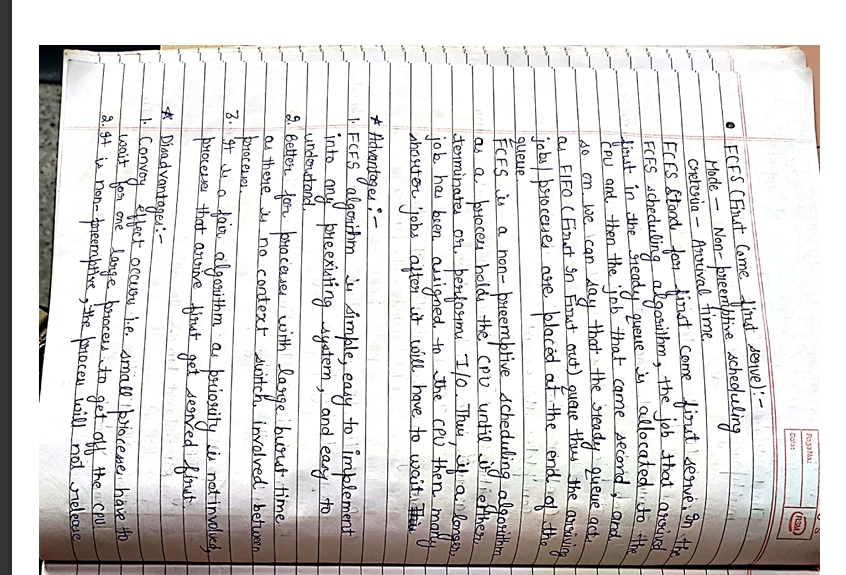 Page No.:
Date:
• FCFS (First Come first serve):-
Mode - Non-preemptive scheduling
Creteria - Arrival time.
FCFS stand for first come first serve. In the
FCFS scheduling algorithm, the job that arrived
first in the ready queue is allocated to the
CPU and then the job that came second, and
so on we can say that the ready queue acts
as FIFO (First In First out) queue thus the arriving
jobs/processes are placed at the end of the
queue
FCFS is a non-preemptive scheduling algorithm
as a process holds the CPU until it either
terminates or performs I/O. Thus, if a longer
job has been assigned to the CPU then many
shorter jobs after it will have to wait.
* Advantages:-
1. FCFS algorithm is simple, easy to implement
into any preexisting system, and easy to
understand.
2. Better for processes with large burst time
as there is no context switch involved between
processes.
3. It is a fair algorithm as priority is not involved,
processes that arrive first get served first
* Disadvantages:-
1. Convoy effect occurs i.e. small processes have to
wait for one large process to get off the CPU.
2. It is non-preemptive, the process will not release